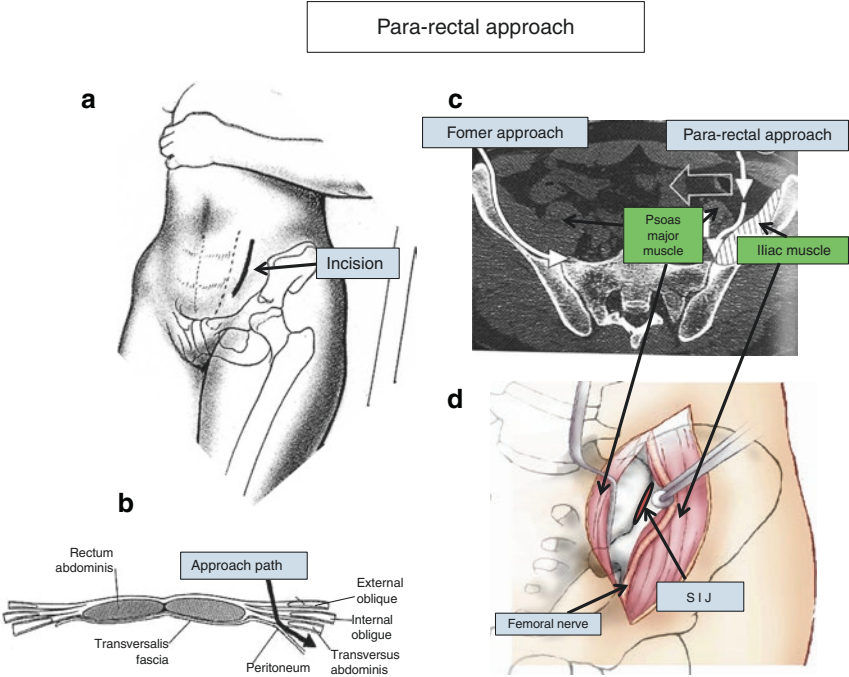 Para-rectal approach
a
Incision
b
Rectum
abdominis
Approach path
External
oblique
Internal
obligue
Transversus
abdominis
Transversalis
fascia
Peritoneum
c
Fomer approach
Para-rectal approach
Psoas
major
muscle
Iliac muscle
d
S I J
Femoral nerve